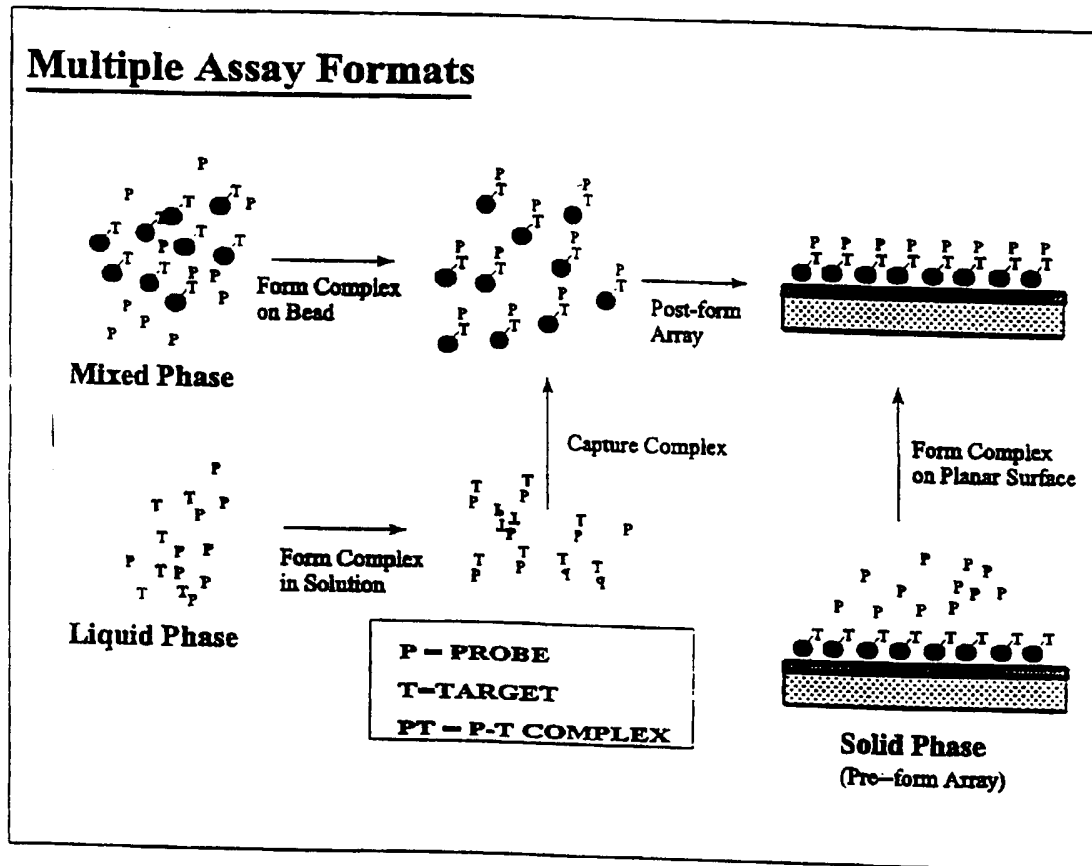 Multiple Assay Formats
P
P T T P
T T T T
P
T T P P
P T
P P P P
P
Form Complex
on Bead
Mixed Phase
P
T
P
T
P
T
P
T
P
T
P
T
P
T
P
T
P
T
P
T
Post-form
Array
P P P P P P P P
T T T T T T T T
Capture Complex
Form Complex
on Planar Surface
P
T T P
P
T P P
P T P P
T T P
Form Complex
in Solution
Liquid Phase
T T
P P
T P
P
T T T
P P P
P P P
P P P P
P P P P
T T T T T T T T
P = PROBE
T=TARGET
PT = P-T COMPLEX
Solid Phase
(Pre-form Array)